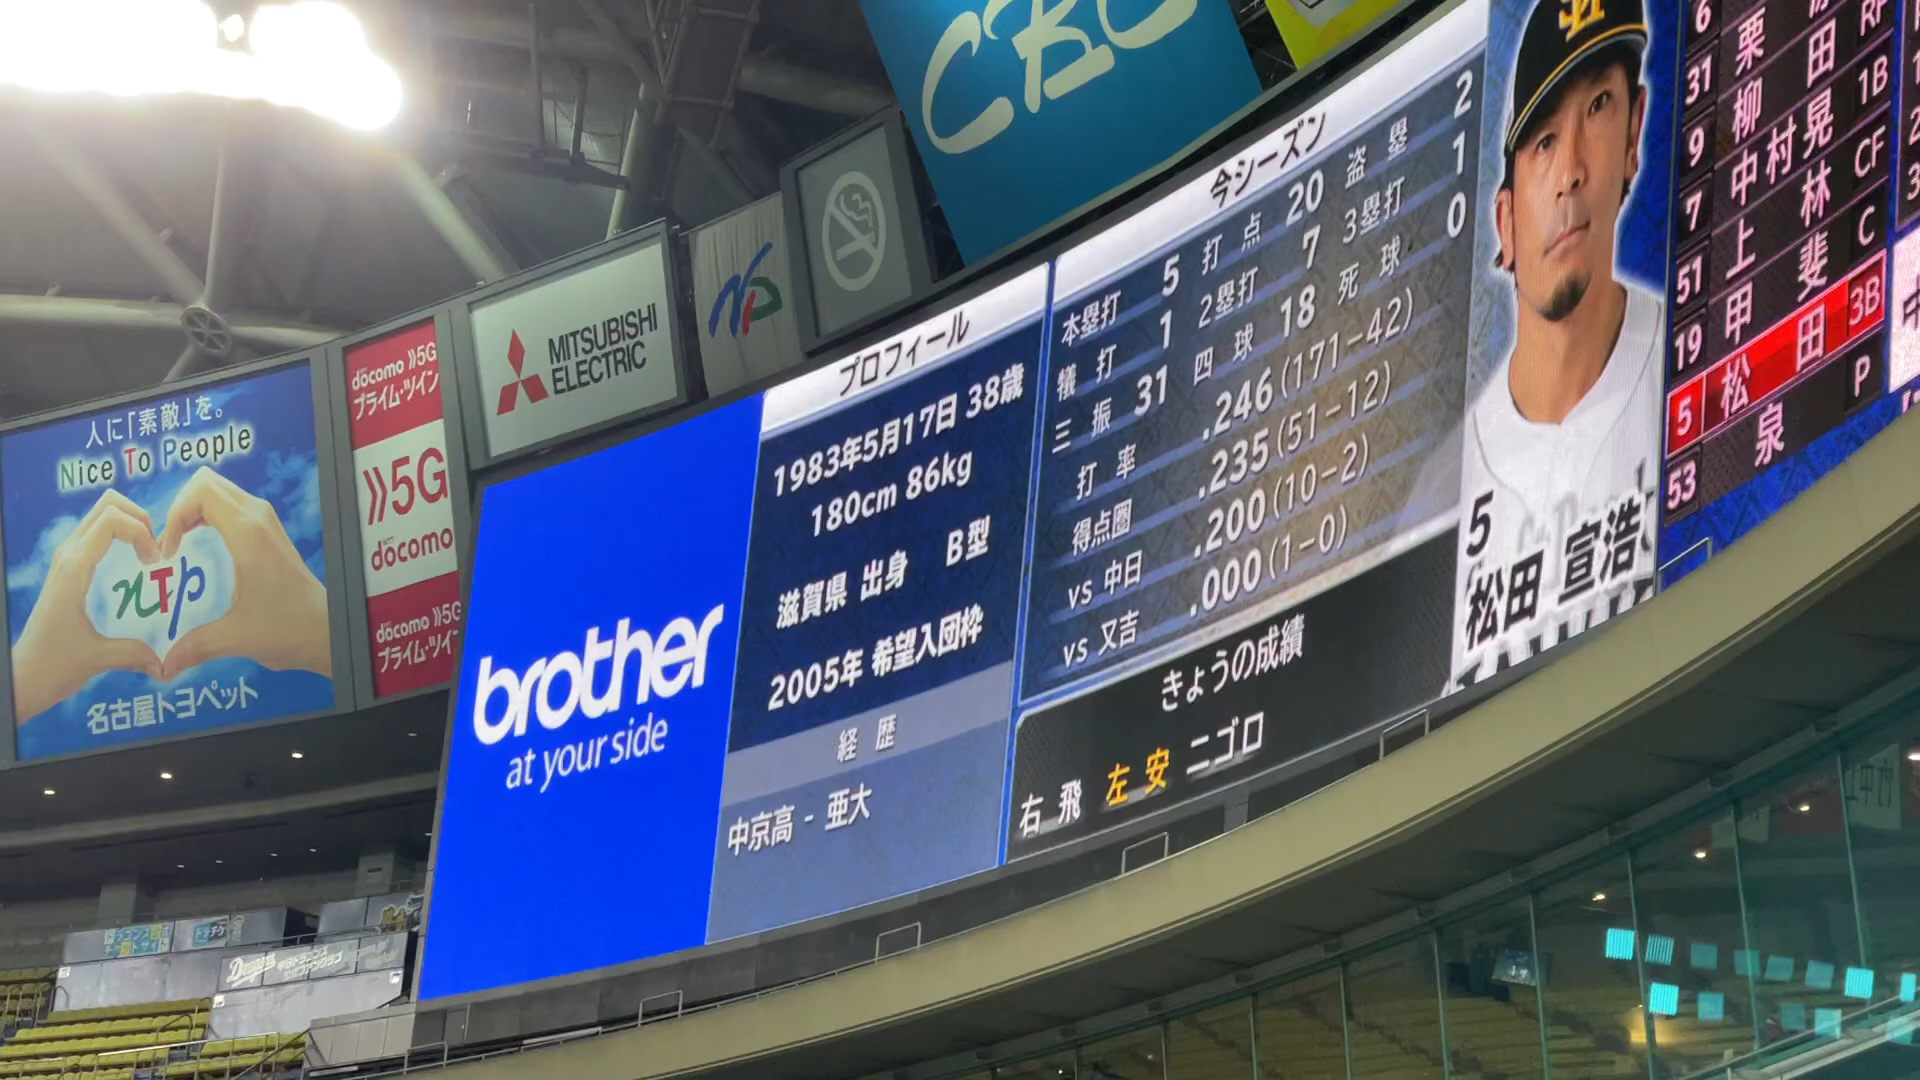 CBC
人に「素敵」を。
Nice To People
nTp
名古屋トヨペット
docomo 5G
プライム・ツイン
5G
docomo
docomo 5G
プライム・ツイン
MITSUBISHI
ELECTRIC
brother
at your side
プロフィール
1983年5月17日 38歳
180cm 86kg
滋賀県 出身 B型
2005年 希望入団枠
経歴
中京高 - 亜大
今シーズン
本塁打 5 打点 20 盗塁 2
犠打 1 2塁打 7 3塁打 1
三振 31 四球 18 死球 0
打率 .246(171-42)
得点圏 .235(51-12)
vs 中日 .200(10-2)
vs 又吉 .000(1-0)
きょうの成績
右飛 左安 ニゴロ
5
松田 宣浩
6 栗
31 柳田 RF
9 中村晃 1B
7 上林 CF
51 甲斐 C
19 松田 3B
5 泉 P
53
Dragons